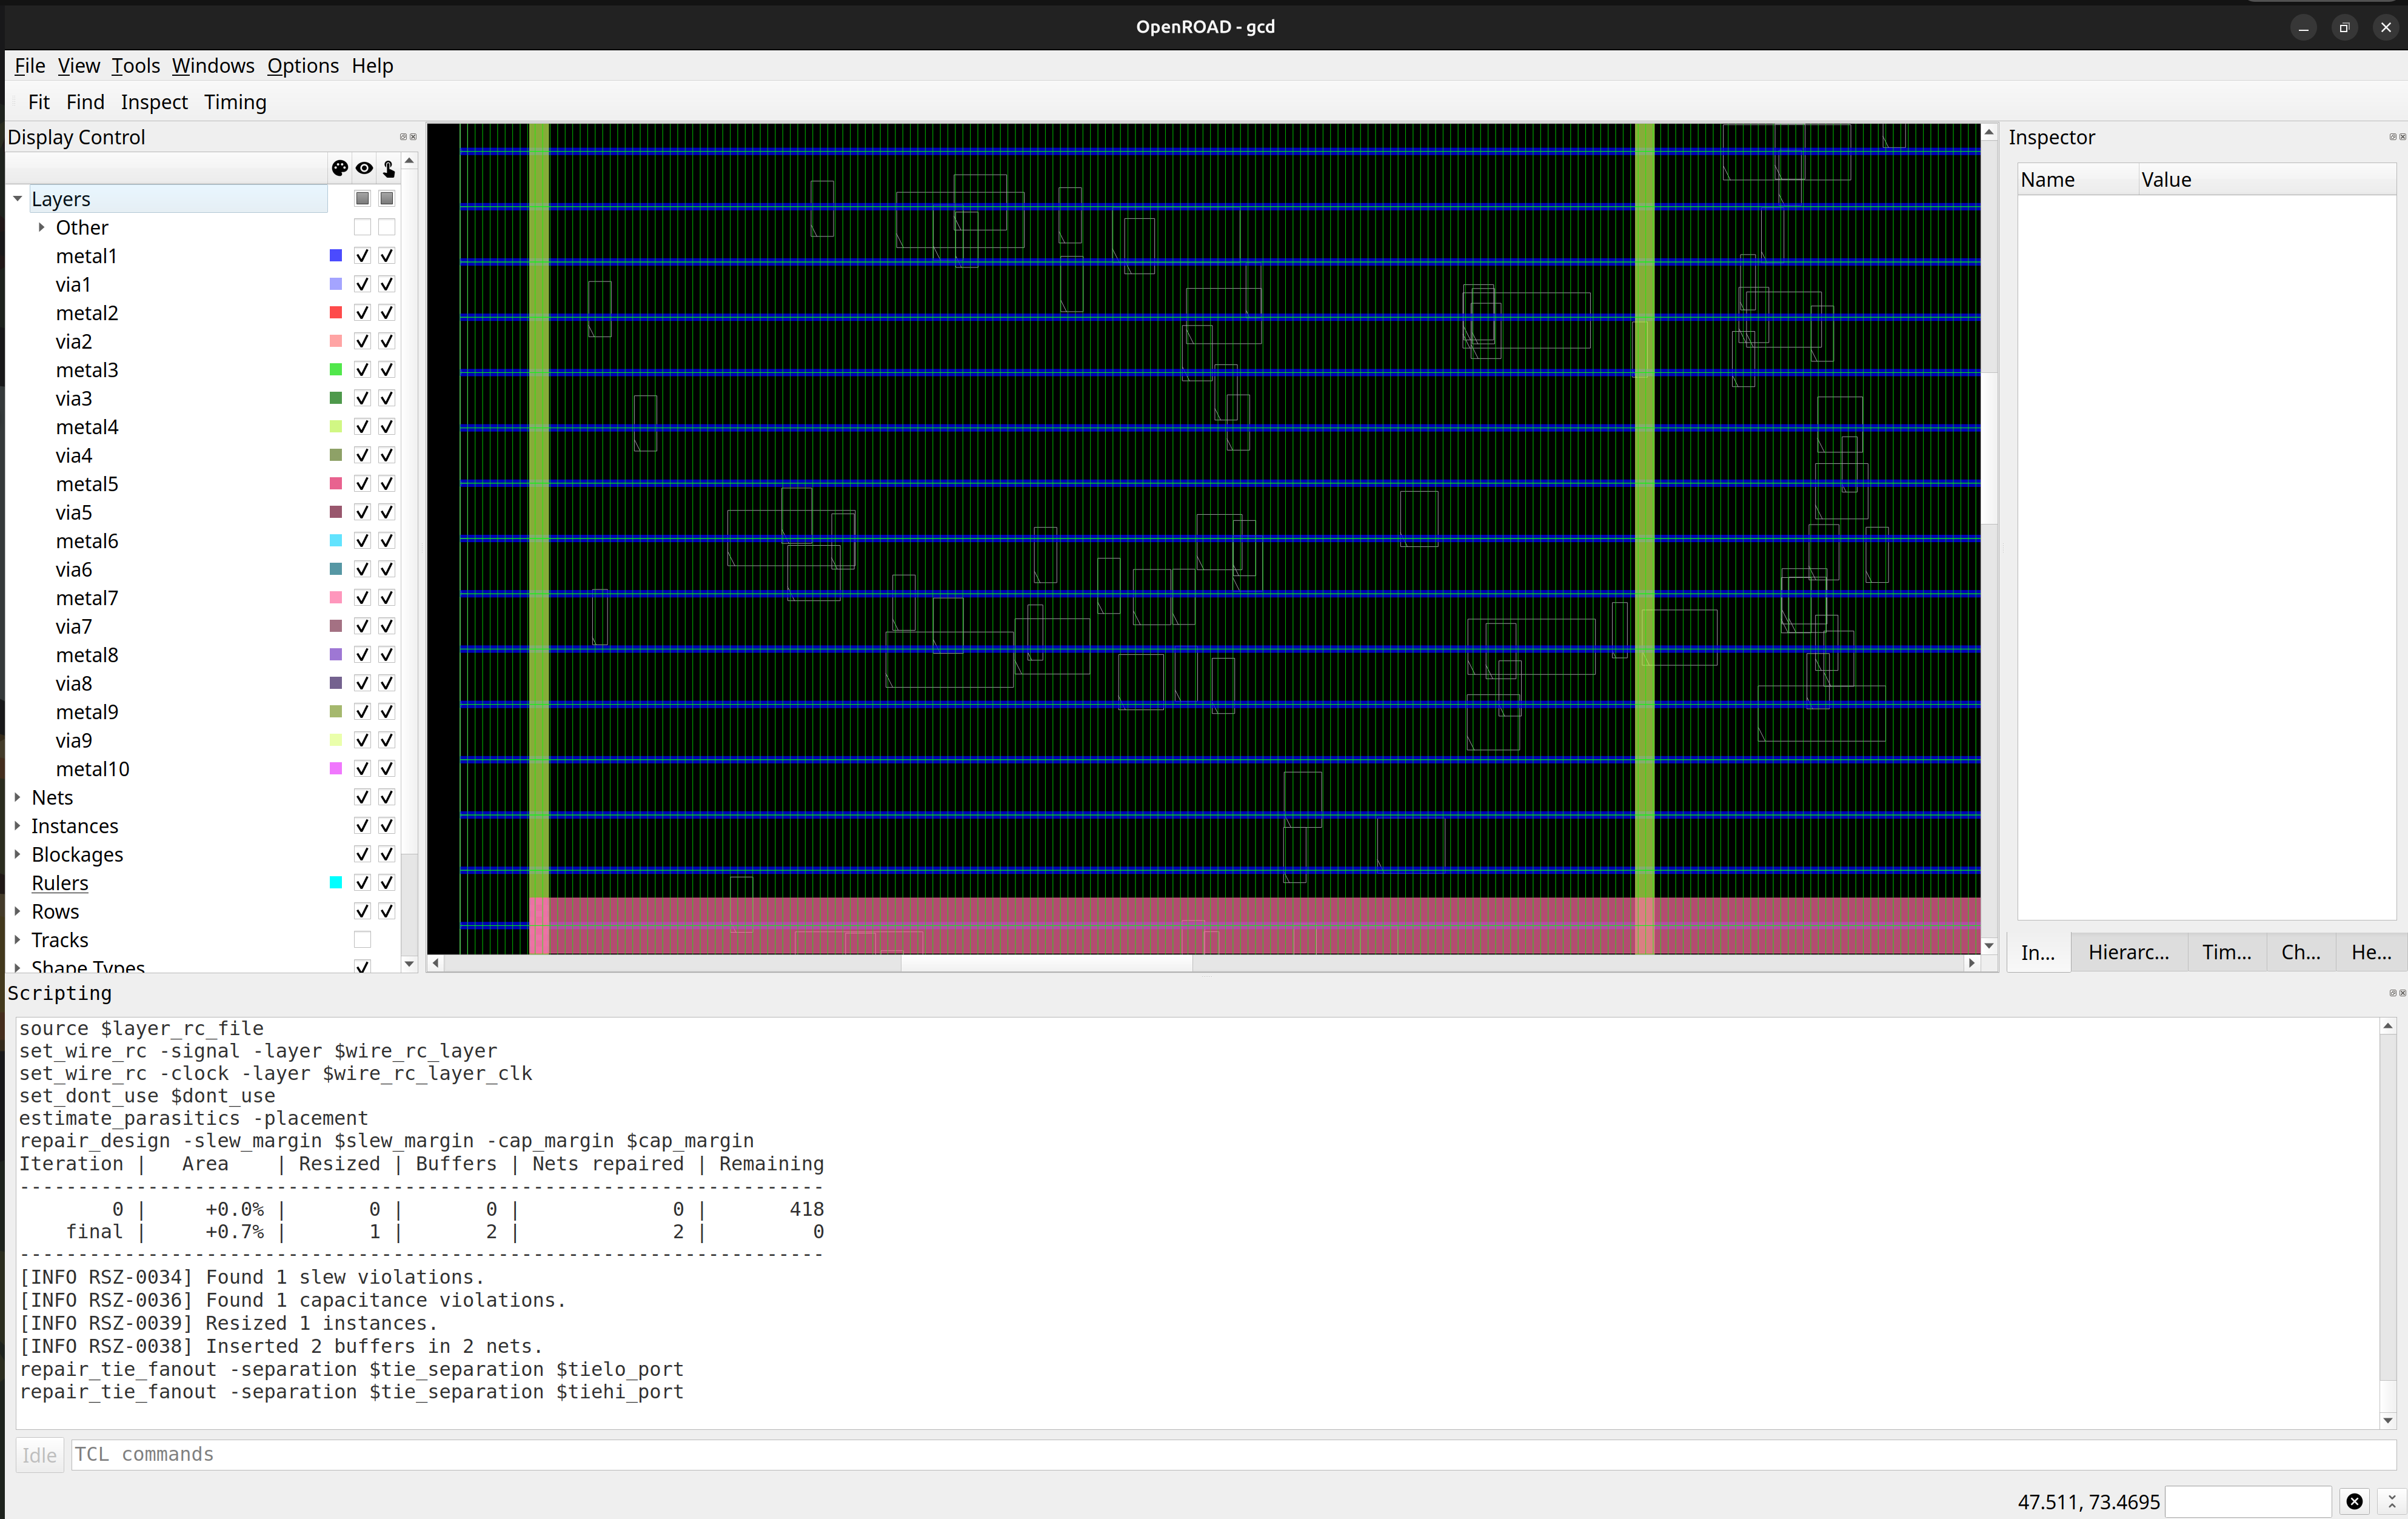 OpenROAD - gcd
File View Tools Windows Options Help
Fit Find Inspect Timing
Display Control
Layers
Other
metal1
via1
metal2
via2
metal3
via3
metal4
via4
metal5
via5
metal6
via6
metal7
via7
metal8
via8
metal9
via9
metal10
Nets
Instances
Blockages
Rulers
Rows
Tracks
Shape Types
Inspector
Name Value
In... Hierarc... Tim... Ch... He...
Scripting
source $layer_rc_file
set_wire_rc -signal -layer $wire_rc_layer
set_wire_rc -clock -layer $wire_rc_layer_clk
set_dont_use $dont_use
estimate_parasitics -placement
repair_design -slew_margin $slew_margin -cap_margin $cap_margin
Iteration |   Area    | Resized | Buffers | Nets repaired | Remaining
---------------------------------------------------------------------
        0 |     +0.0% |       0 |       0 |             0 |       418
    final |     +0.7% |       1 |       2 |             2 |         0
---------------------------------------------------------------------
[INFO RSZ-0034] Found 1 slew violations.
[INFO RSZ-0036] Found 1 capacitance violations.
[INFO RSZ-0039] Resized 1 instances.
[INFO RSZ-0038] Inserted 2 buffers in 2 nets.
repair_tie_fanout -separation $tie_separation $tielo_port
repair_tie_fanout -separation $tie_separation $tiehi_port
Idle TCL commands
47.511, 73.4695